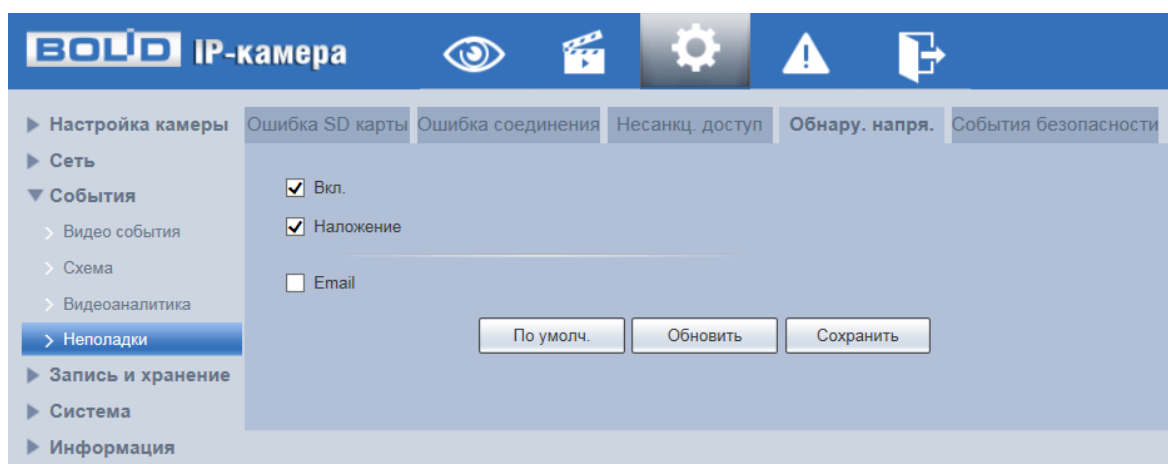 BOLID IP-камера
Настройка камеры
Сеть
События
Видео события
Схема
Видеоаналитика
Неполадки
Запись и хранение
Система
Информация
Ошибка SD карты Ошибка соединения Несанкц. доступ Обнару. напря. События безопасности
Вкл.
Наложение
Email
По умолч. Обновить Сохранить